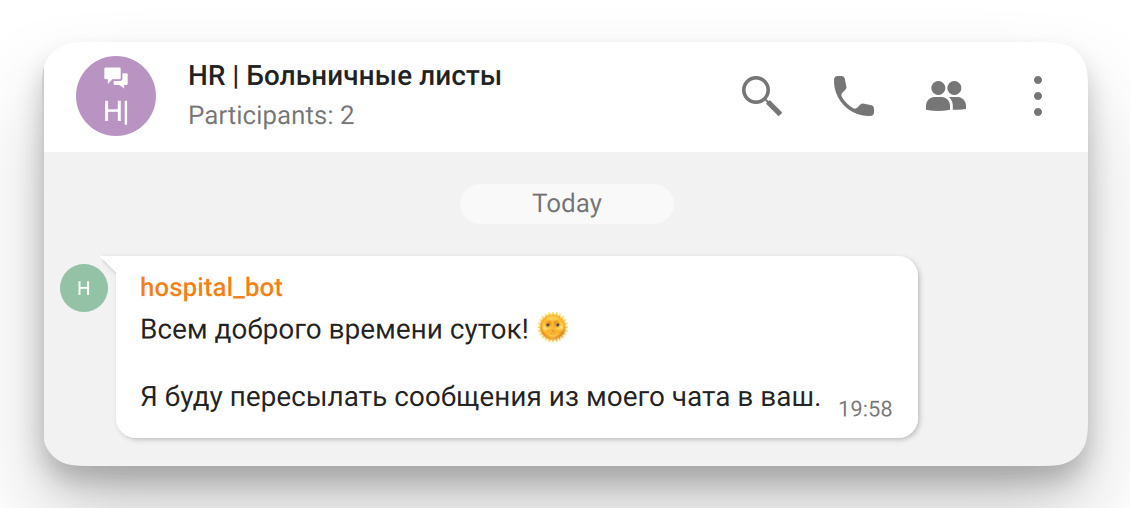 HR | Больничные листы
H|
Participants: 2
Today
H
hospital_bot
Всем доброго времени суток! 🌞
Я буду пересылать сообщения из моего чата в ваш.
19:58